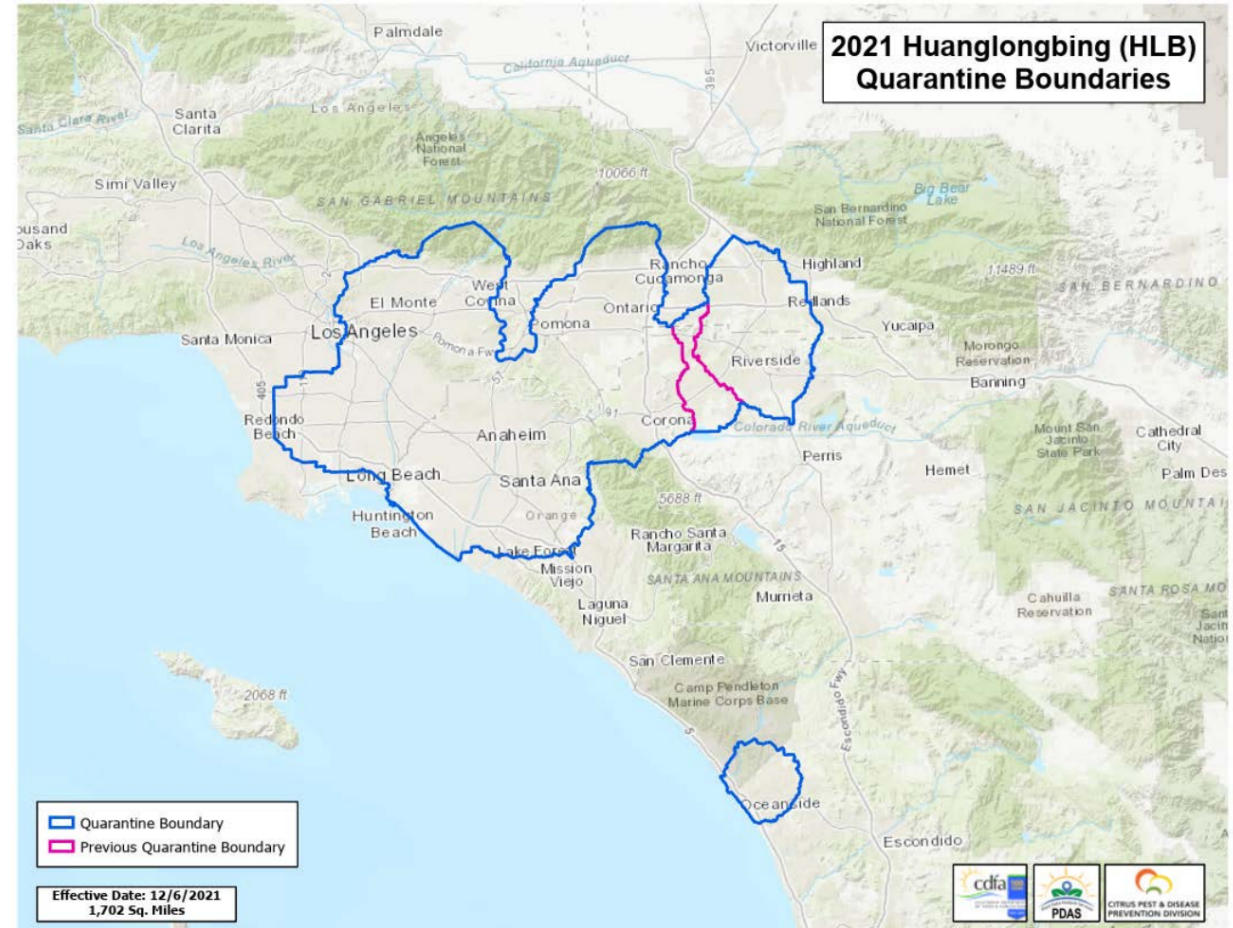 2021 Huanglongbing (HLB)
Quarantine Boundaries
Palmdale
Victorville
California Aqueduct
395
Los Angeles
Santa
Clarita
Santa Clara River
Angeles
National
Forest
10066 ft
Simi Valley
SAN GABRIEL MOUNTAINS
Big Bear
Lake
San Bernardino
National Forest
ousand
Oaks
Los Angeles River
2
Rancho
Cucamonga
Highland
11489 ft
SAN BERNARDINO
West
Covina
El Monte
Ontario
Redlands
Los Angeles
Pomona
Yucaipa
Santa Monica
Pomona Fwy
Morongo
Reservation
Riverside
57
Banning
405
91
Redondo
Beach
Corona
Colorado River Aqueduct
Anaheim
Mount San
Jacinto
State Park
Cathedral
City
Perris
Hemet
Palm Des
Long Beach
Santa Ana
5688 ft
SAN JACINTO MOUNTAI
Huntington
Beach
Orange
Rancho Santa
Margarita
15
Lake Forest
Mission
Viejo
SANTA ANA MOUNTAINS
Murrieta
Cahuilla
Reservation
SANTA ROSA MO
Laguna
Niguel
Sant
Jacin
Natio
San Clemente
Camp Pendleton
Marine Corps Base
Escondido Fwy
2068 ft
5
Oceanside
Escondido
Quarantine Boundary
Previous Quarantine Boundary
Effective Date: 12/6/2021
1,702 Sq. Miles
cdfa
PDAS
CITRUS PEST & DISEASE
PREVENTION DIVISION